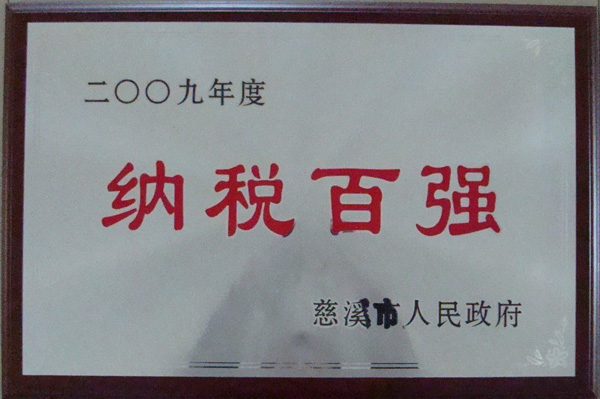 二〇〇九年度
纳税百强
慈溪市人民政府